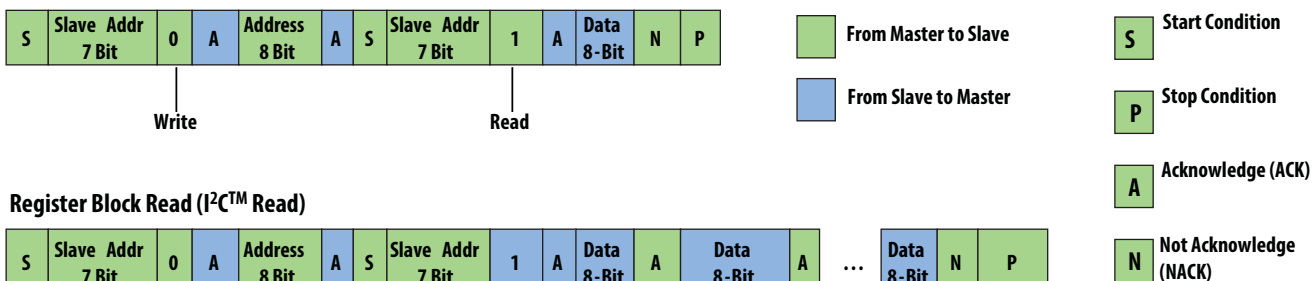 S Slave Addr 7 Bit 0 A Address 8 Bit A S Slave Addr 7 Bit 1 A Data 8-Bit N P
Write Read
From Master to Slave
From Slave to Master
S Start Condition
P Stop Condition
A Acknowledge (ACK)
N Not Acknowledge (NACK)
Register Block Read (I²C™ Read)
S Slave Addr 7 Bit 0 A Address 8 Bit A S Slave Addr 7 Bit 1 A Data 8-Bit A Data 8-Bit A ... Data 8-Bit N P